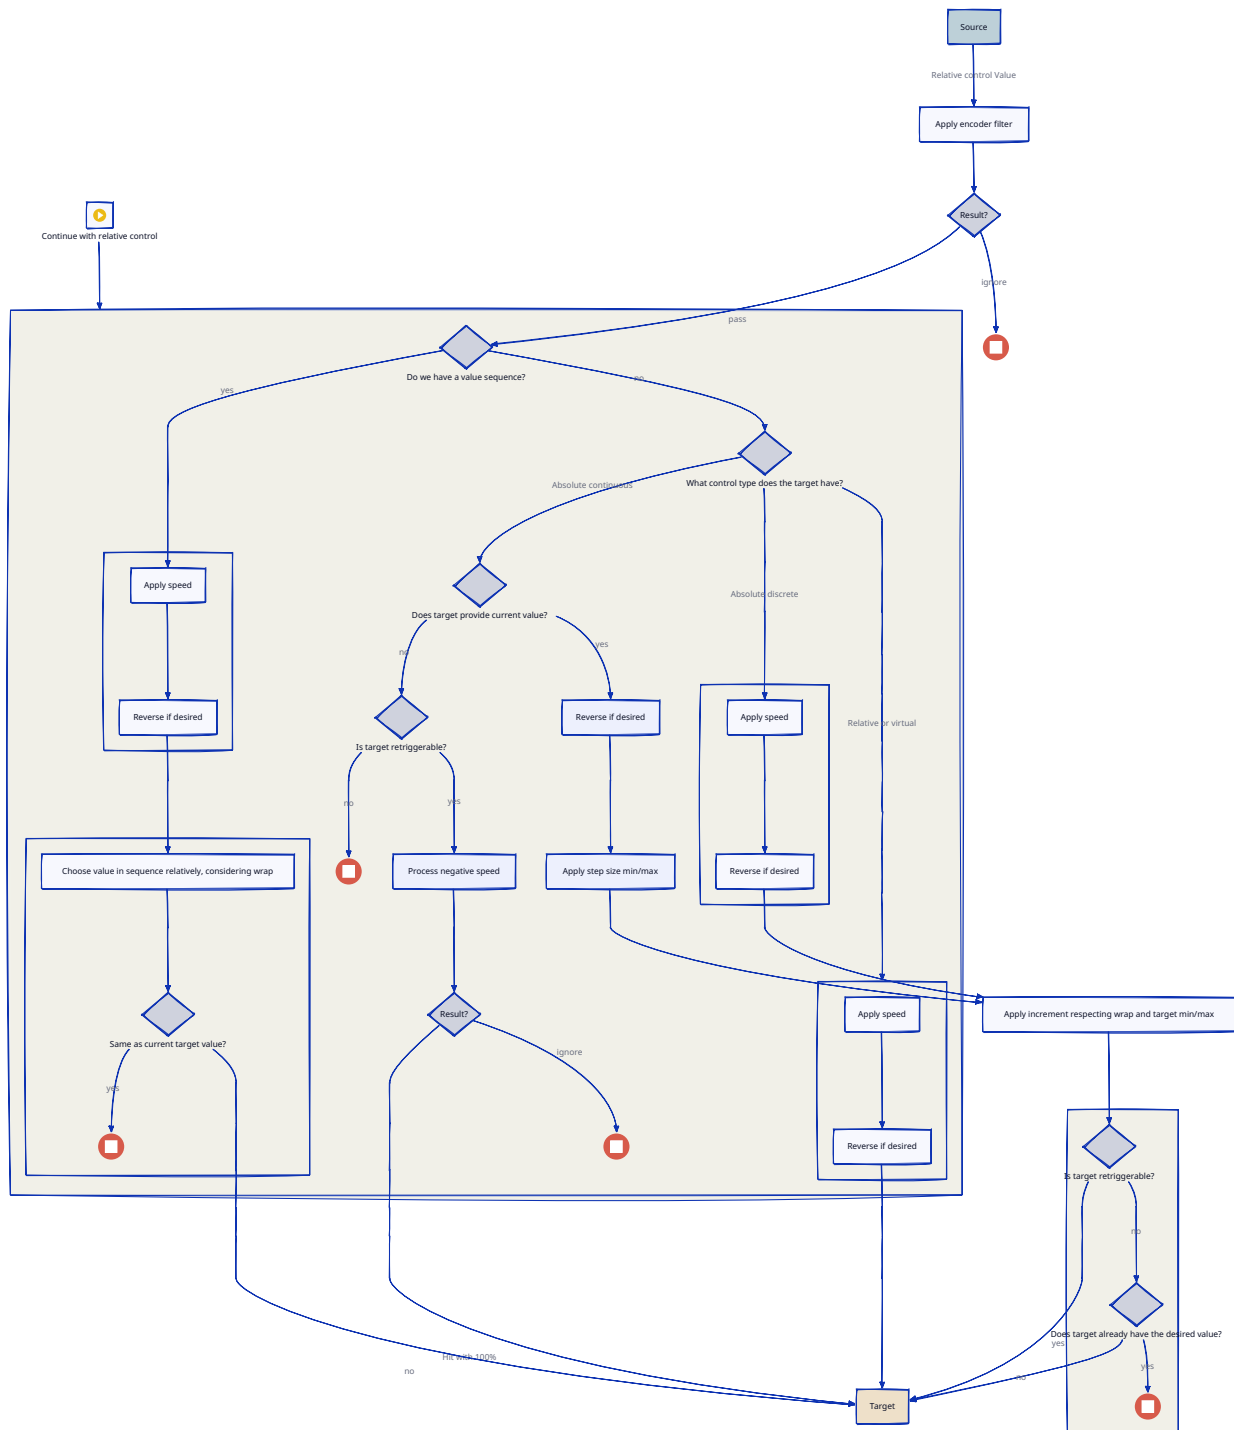 Source
Relative control Value
Apply encoder filter
Result?
Continue with relative control
ignore
pass
Do we have a value sequence?
yes
no
What control type does the target have?
Absolute continuous
Apply speed
Absolute discrete
Does target provide current value?
no
yes
Reverse if desired
Reverse if desired
Apply speed
Relative or virtual
Is target retriggerable?
no
yes
Choose value in sequence relatively, considering wrap
Process negative speed
Apply step size min/max
Reverse if desired
Result?
Apply speed
Apply increment respecting wrap and target min/max
Same as current target value?
ignore
yes
Reverse if desired
Is target retriggerable?
no
Does target already have the desired value?
yes
Hit with 100%
no
no
yes
Target